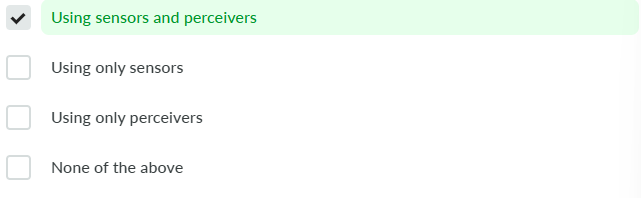 Using sensors and perceivers
Using only sensors
Using only perceivers
None of the above